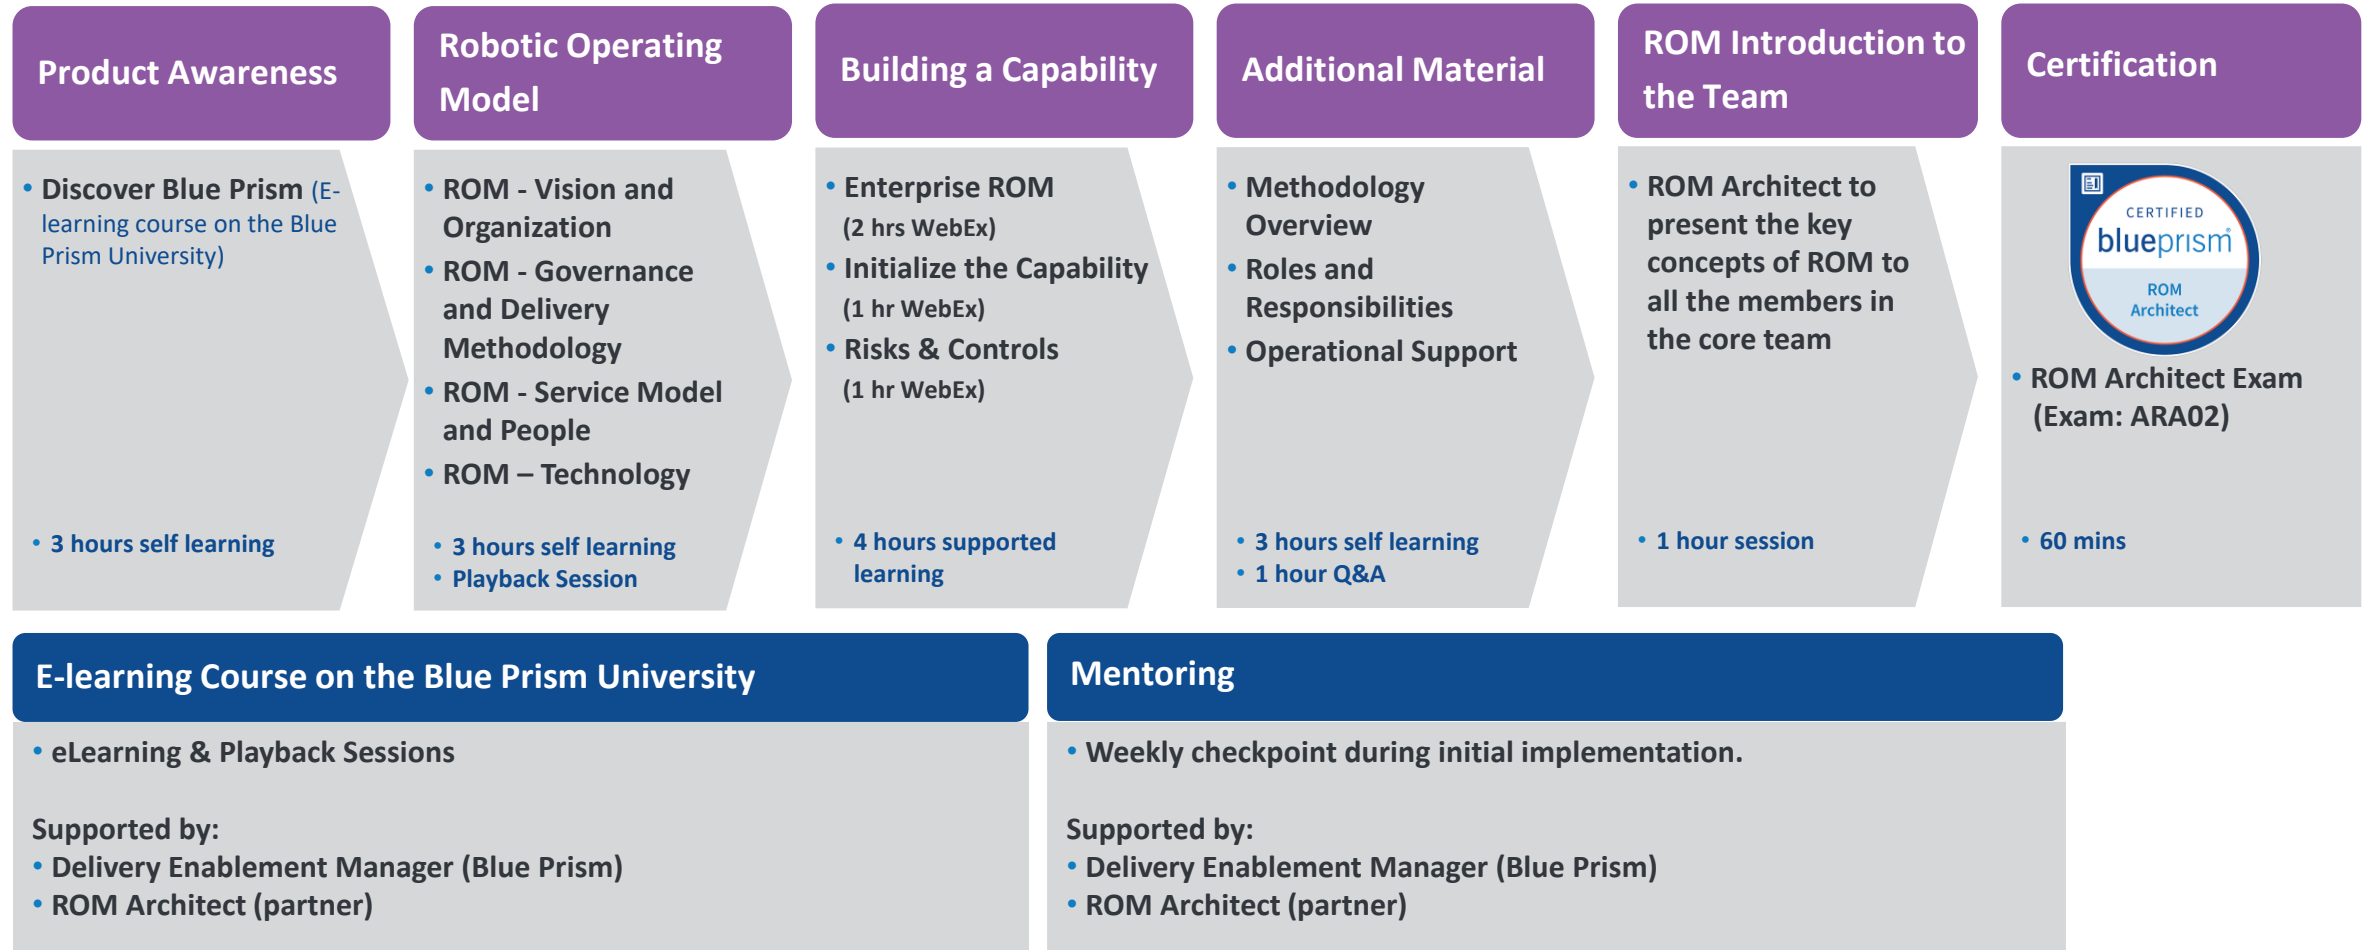 Product Awareness
• Discover Blue Prism (E-
learning course on the Blue
Prism University)
• 3 hours self learning
Robotic Operating
Model
• ROM - Vision and
Organization
• ROM - Governance
and Delivery
Methodology
• ROM - Service Model
and People
• ROM – Technology
• 3 hours self learning
• Playback Session
Building a Capability
• Enterprise ROM
(2 hrs WebEx)
• Initialize the Capability
(1 hr WebEx)
• Risks & Controls
(1 hr WebEx)
• 4 hours supported
learning
Additional Material
• Methodology
Overview
• Roles and
Responsibilities
• Operational Support
• 3 hours self learning
• 1 hour Q&A
ROM Introduction to
the Team
• ROM Architect to
present the key
concepts of ROM to
all the members in
the core team
• 1 hour session
Certification
CERTIFIED
blueprism®
ROM
Architect
• ROM Architect Exam
(Exam: ARA02)
• 60 mins
E-learning Course on the Blue Prism University
• eLearning & Playback Sessions
Supported by:
• Delivery Enablement Manager (Blue Prism)
• ROM Architect (partner)
Mentoring
• Weekly checkpoint during initial implementation.
Supported by:
• Delivery Enablement Manager (Blue Prism)
• ROM Architect (partner)